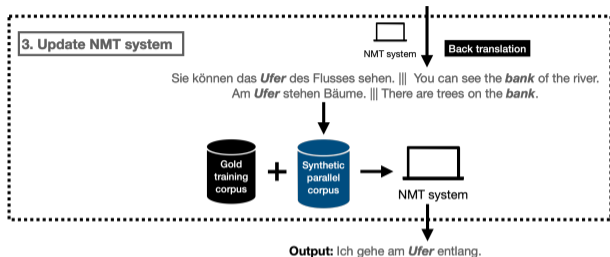 3. Update NMT system
NMT system
Back translation
Sie können das Ufer des Flusses sehen. ||| You can see the bank of the river.
Am Ufer stehen Bäume. ||| There are trees on the bank.
Gold
training
corpus
+
Synthetic
parallel
corpus
NMT system
Output: Ich gehe am Ufer entlang.